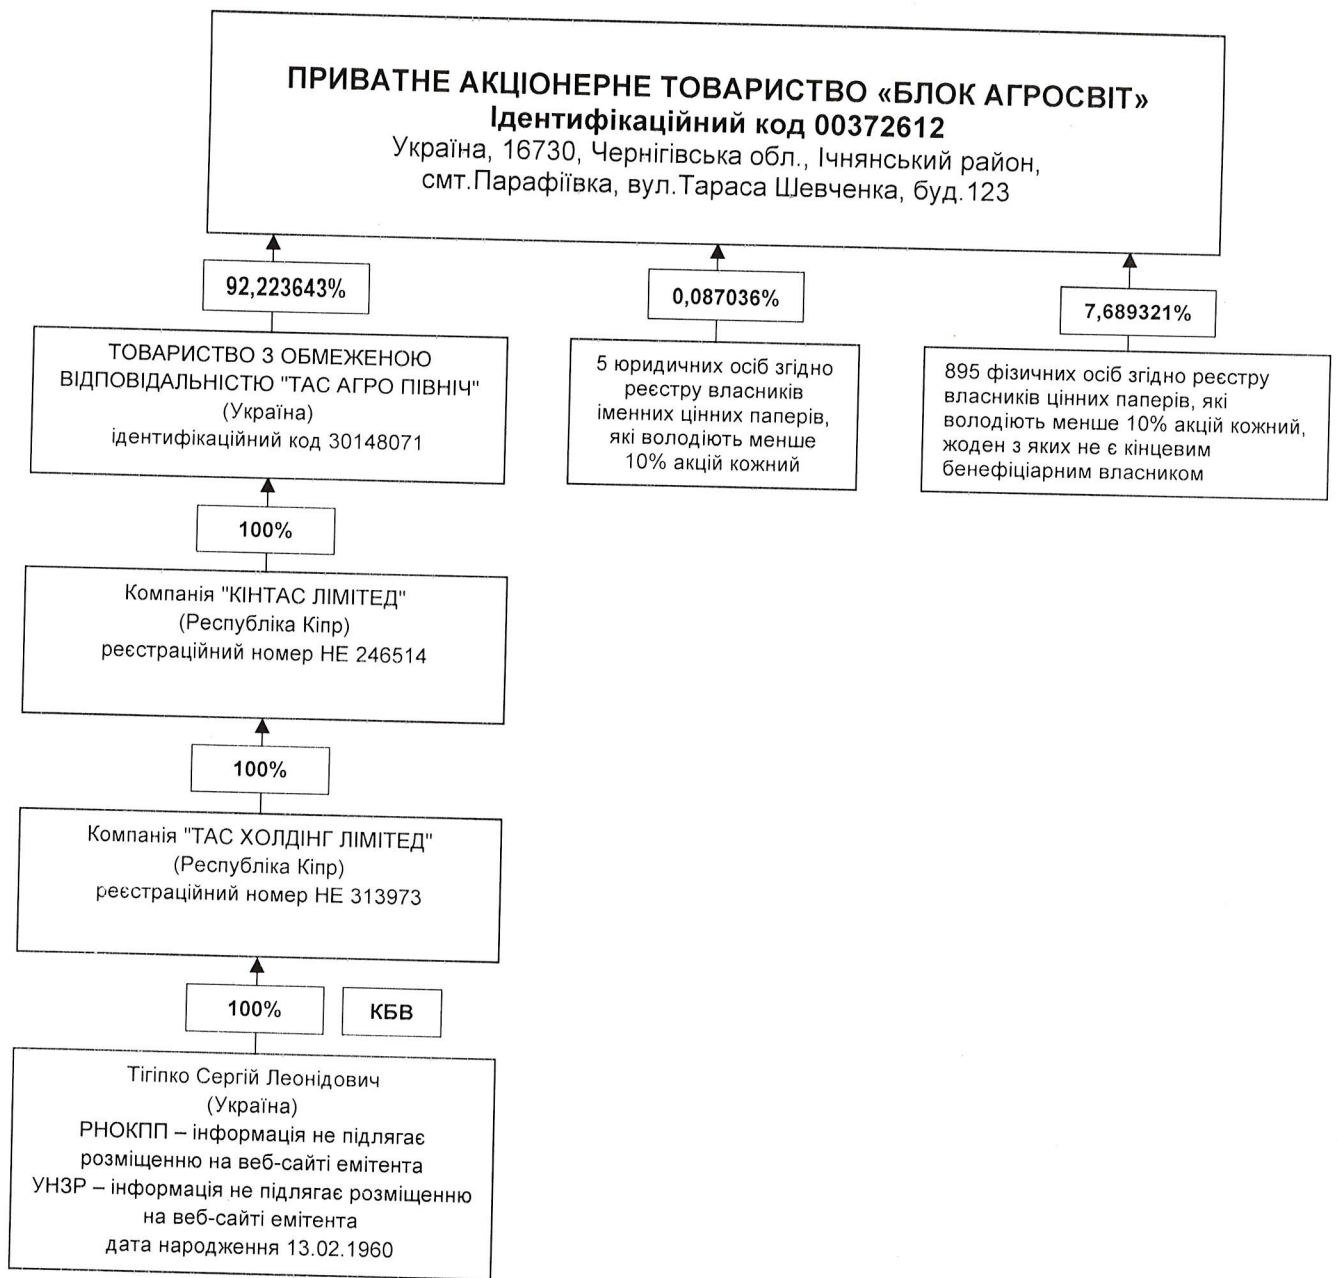 ПРИВАТНЕ АКЦІОНЕРНЕ ТОВАРИСТВО «БЛОК АГРОСВІТ»
Ідентифікаційний код 00372612
Україна, 16730, Чернігівська обл., Ічнянський район,
смт.Парафіївка, вул.Тараса Шевченка, буд.123
92,223643%
0,087036%
7,689321%
ТОВАРИСТВО З ОБМЕЖЕНОЮ
ВІДПОВІДАЛЬНІСТЮ "ТАС АГРО ПІВНІЧ"
(Україна)
ідентифікаційний код 30148071
5 юридичних осіб згідно
реєстру власників
іменних цінних паперів,
які володіють менше
10% акцій кожний
895 фізичних осіб згідно реєстру
власників цінних паперів, які
володіють менше 10% акцій кожний,
жоден з яких не є кінцевим
бенефіціарним власником
100%
Компанія "КІНТАС ЛІМІТЕД"
(Республіка Кіпр)
реєстраційний номер НЕ 246514
100%
Компанія "ТАС ХОЛДІНГ ЛІМІТЕД"
(Республіка Кіпр)
реєстраційний номер НЕ 313973
100%
КБВ
Тігіпко Сергій Леонідович
(Україна)
РНОКПП – інформація не підлягає
розміщенню на веб-сайті емітента
УНЗР – інформація не підлягає розміщенню
на веб-сайті емітента
дата народження 13.02.1960